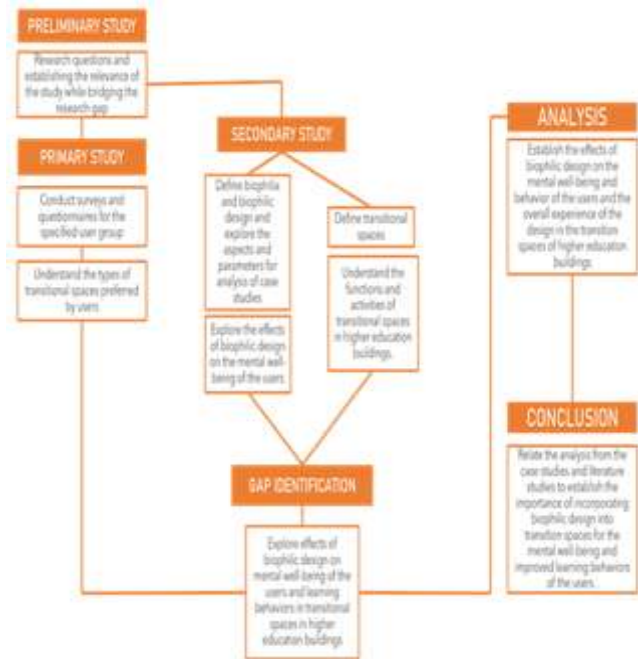 PRELIMINARY STUDY
Research questions and
establishing the relevance of
the study while bridging the
research gap
PRIMARY STUDY
Conduct surveys and
questionnaires for the
specified user group
Understand the types of
transitional spaces preferred
by users
SECONDARY STUDY
Define biophilia
and biophilic
design and
explore the
aspects and
parameters for
analysis of case
studies
Explore the effects
of biophilic design
on the mental well-
being of the users
Define transitional
spaces
Understand the
functions and
activities of
transitional spaces
in higher education
buildings.
GAP IDENTIFICATION
Explore effects of
biophilic design on
mental well-being of the
users and learning
behaviors in transitional
spaces in higher
education buildings
ANALYSIS
Establish the effects of
biophilic design on the
mental well-being and
behavior of the users and the
overall experience of the
design in the transition
spaces of higher education
buildings.
CONCLUSION
Relate the analysis from the
case studies and literature
studies to establish the
importance of incorporating
biophilic design into
transition spaces for the
mental well-being and
improved learning behaviors
of the users.